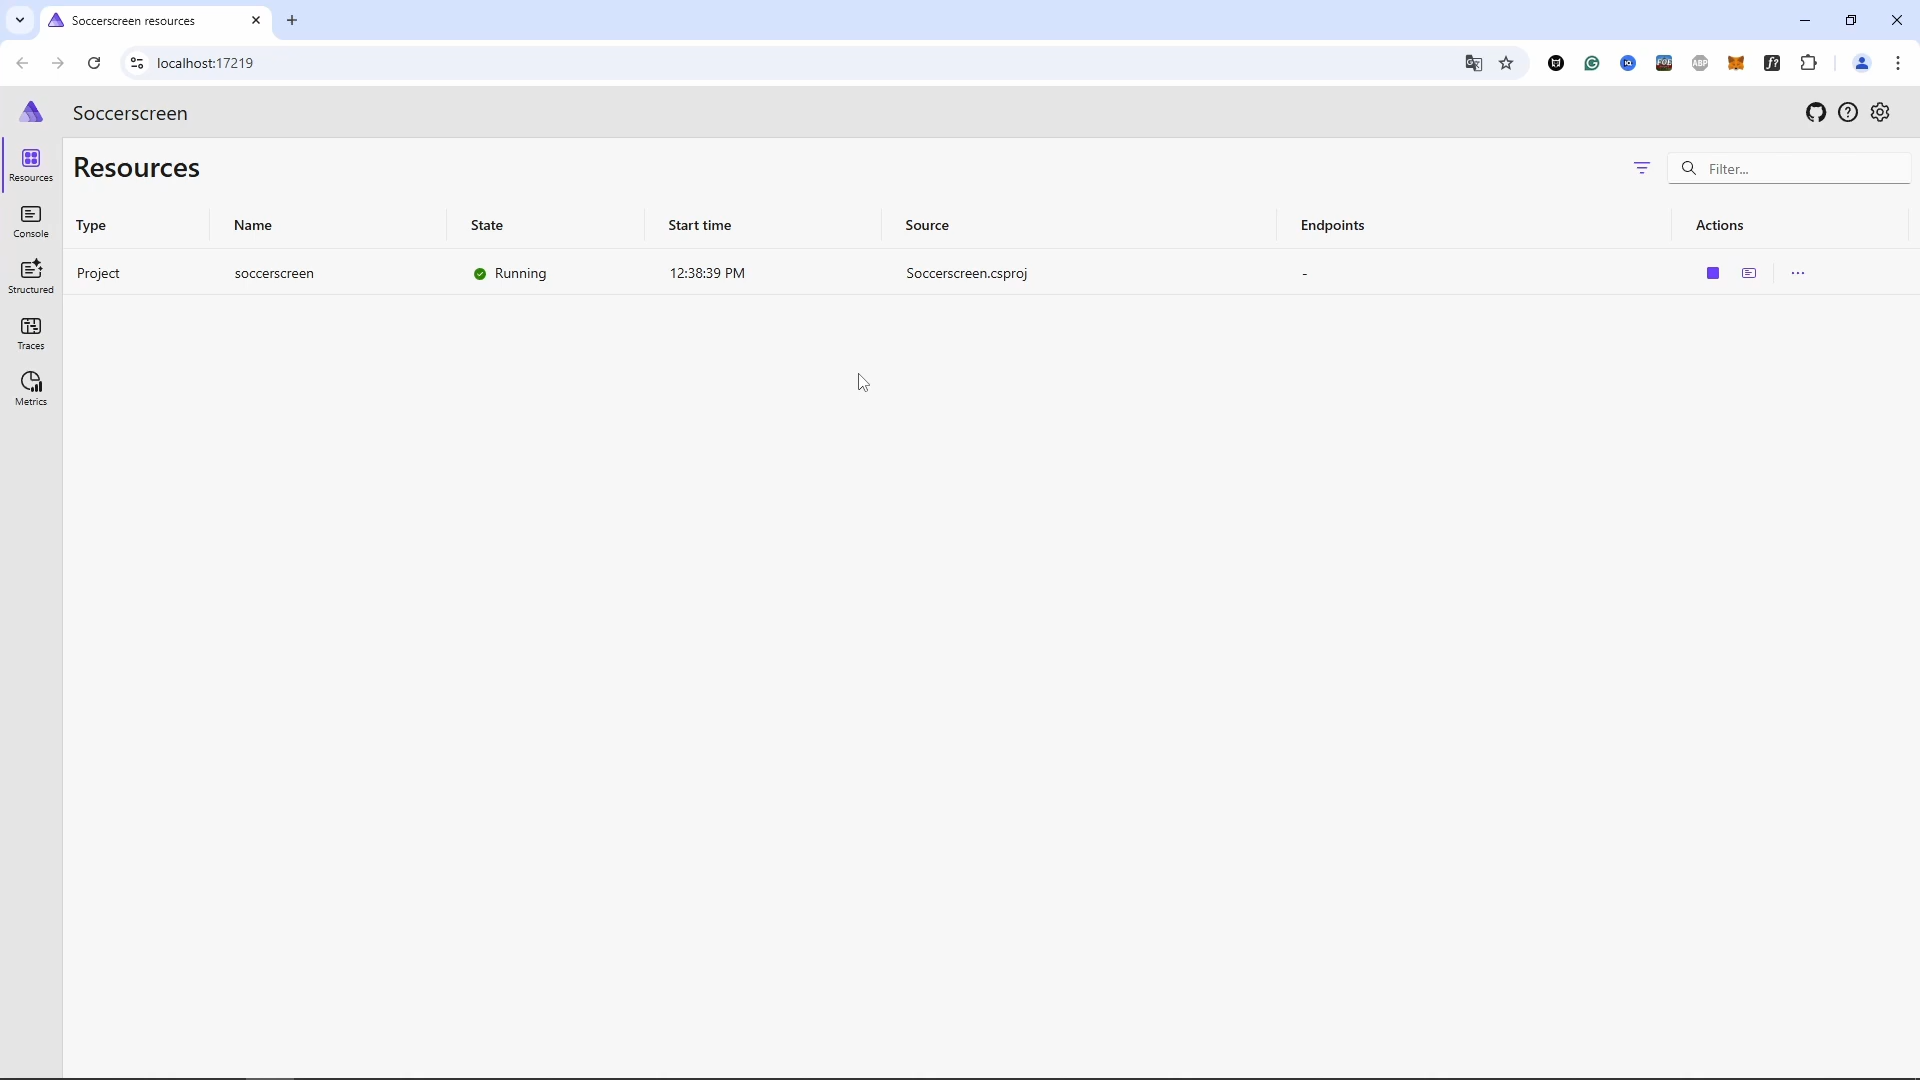 Soccerscreen resources
localhost:17219
Soccerscreen
Resources
Filter...
Resources
Console
Structured
Traces
Metrics
Type Name State Start time Source Endpoints Actions
Project soccerscreen Running 12:38:39 PM Soccerscreen.csproj -